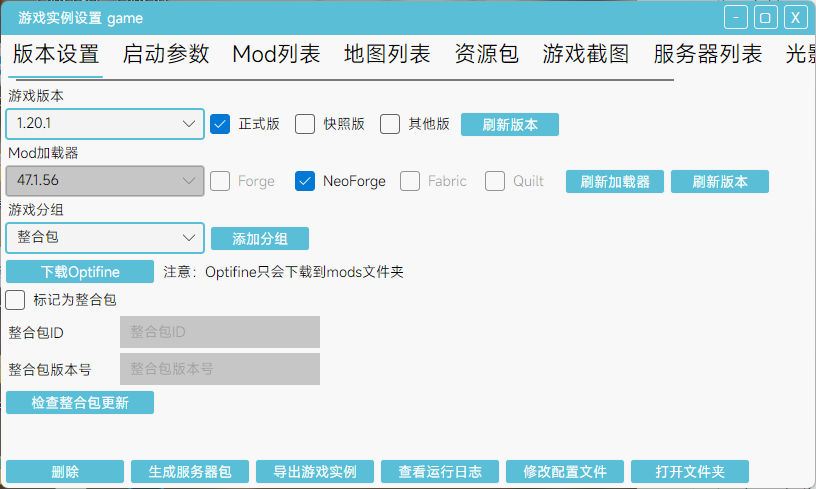 游戏实例设置 game
- X
版本设置 启动参数 Mod列表 地图列表 资源包 游戏截图 服务器列表 光影
游戏版本
1.20.1 正式版 快照版 其他版 刷新版本
Mod加载器
47.1.56 Forge NeoForge Fabric Quilt 刷新加载器 刷新版本
游戏分组
整合包 添加分组
下载Optifine 注意：Optifine只会下载到mods文件夹
标记为整合包
整合包ID 整合包ID
整合包版本号 整合包版本号
检查整合包更新
删除 生成服务器包 导出游戏实例 查看运行日志 修改配置文件 打开文件夹